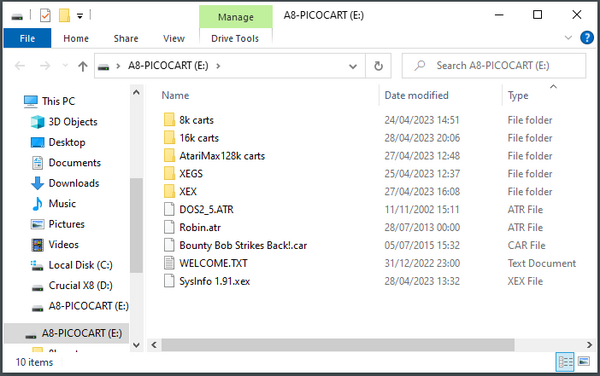 Manage
A8-PICOCART (E:)
File
Home
Share
View
Drive Tools
A8-PICOCART (E:)
Search A8-PICOCART (E:)
This PC
3D Objects
Desktop
Documents
Downloads
Music
Pictures
Videos
Local Disk (C:)
Crucial X8 (D:)
A8-PICOCART (E:)
A8-PICOCART (E:)
Name Date modified Type
8k carts 24/04/2023 14:51 File folder
16k carts 28/04/2023 20:06 File folder
AtariMax128k carts 27/04/2023 12:48 File folder
XEGS 25/04/2023 12:37 File folder
XEX 27/04/2023 16:08 File folder
DOS2_5.ATR 11/11/2002 15:11 ATR File
Robin.atr 28/07/2013 00:00 ATR File
Bounty Bob Strikes Back!.car 05/07/2015 15:32 CAR File
WELCOME.TXT 31/12/2022 23:00 Text Document
SysInfo 1.91.xex 28/04/2023 13:32 XEX File
10 items